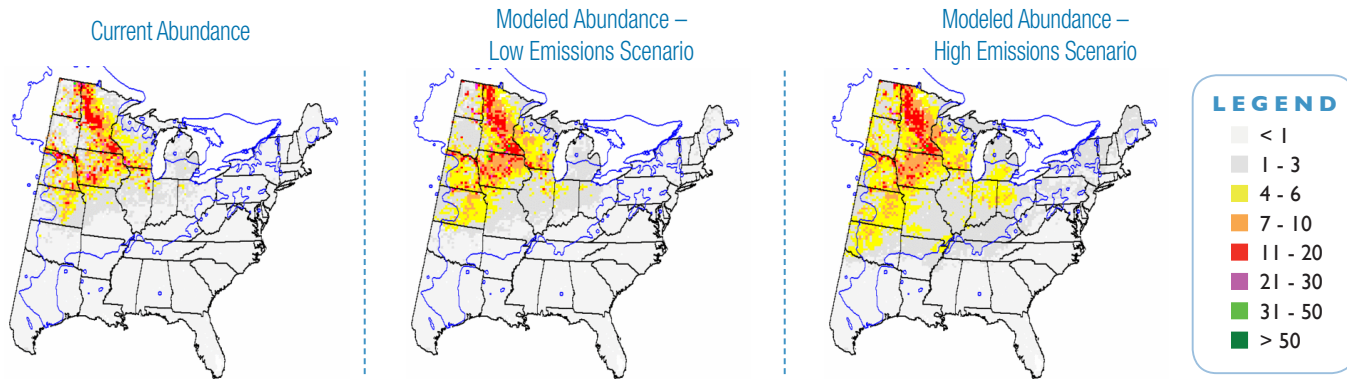 Current Abundance
Modeled Abundance –
Low Emissions Scenario
Modeled Abundance –
High Emissions Scenario
LEGEND
< 1
1 - 3
4 - 6
7 - 10
11 - 20
21 - 30
31 - 50
> 50